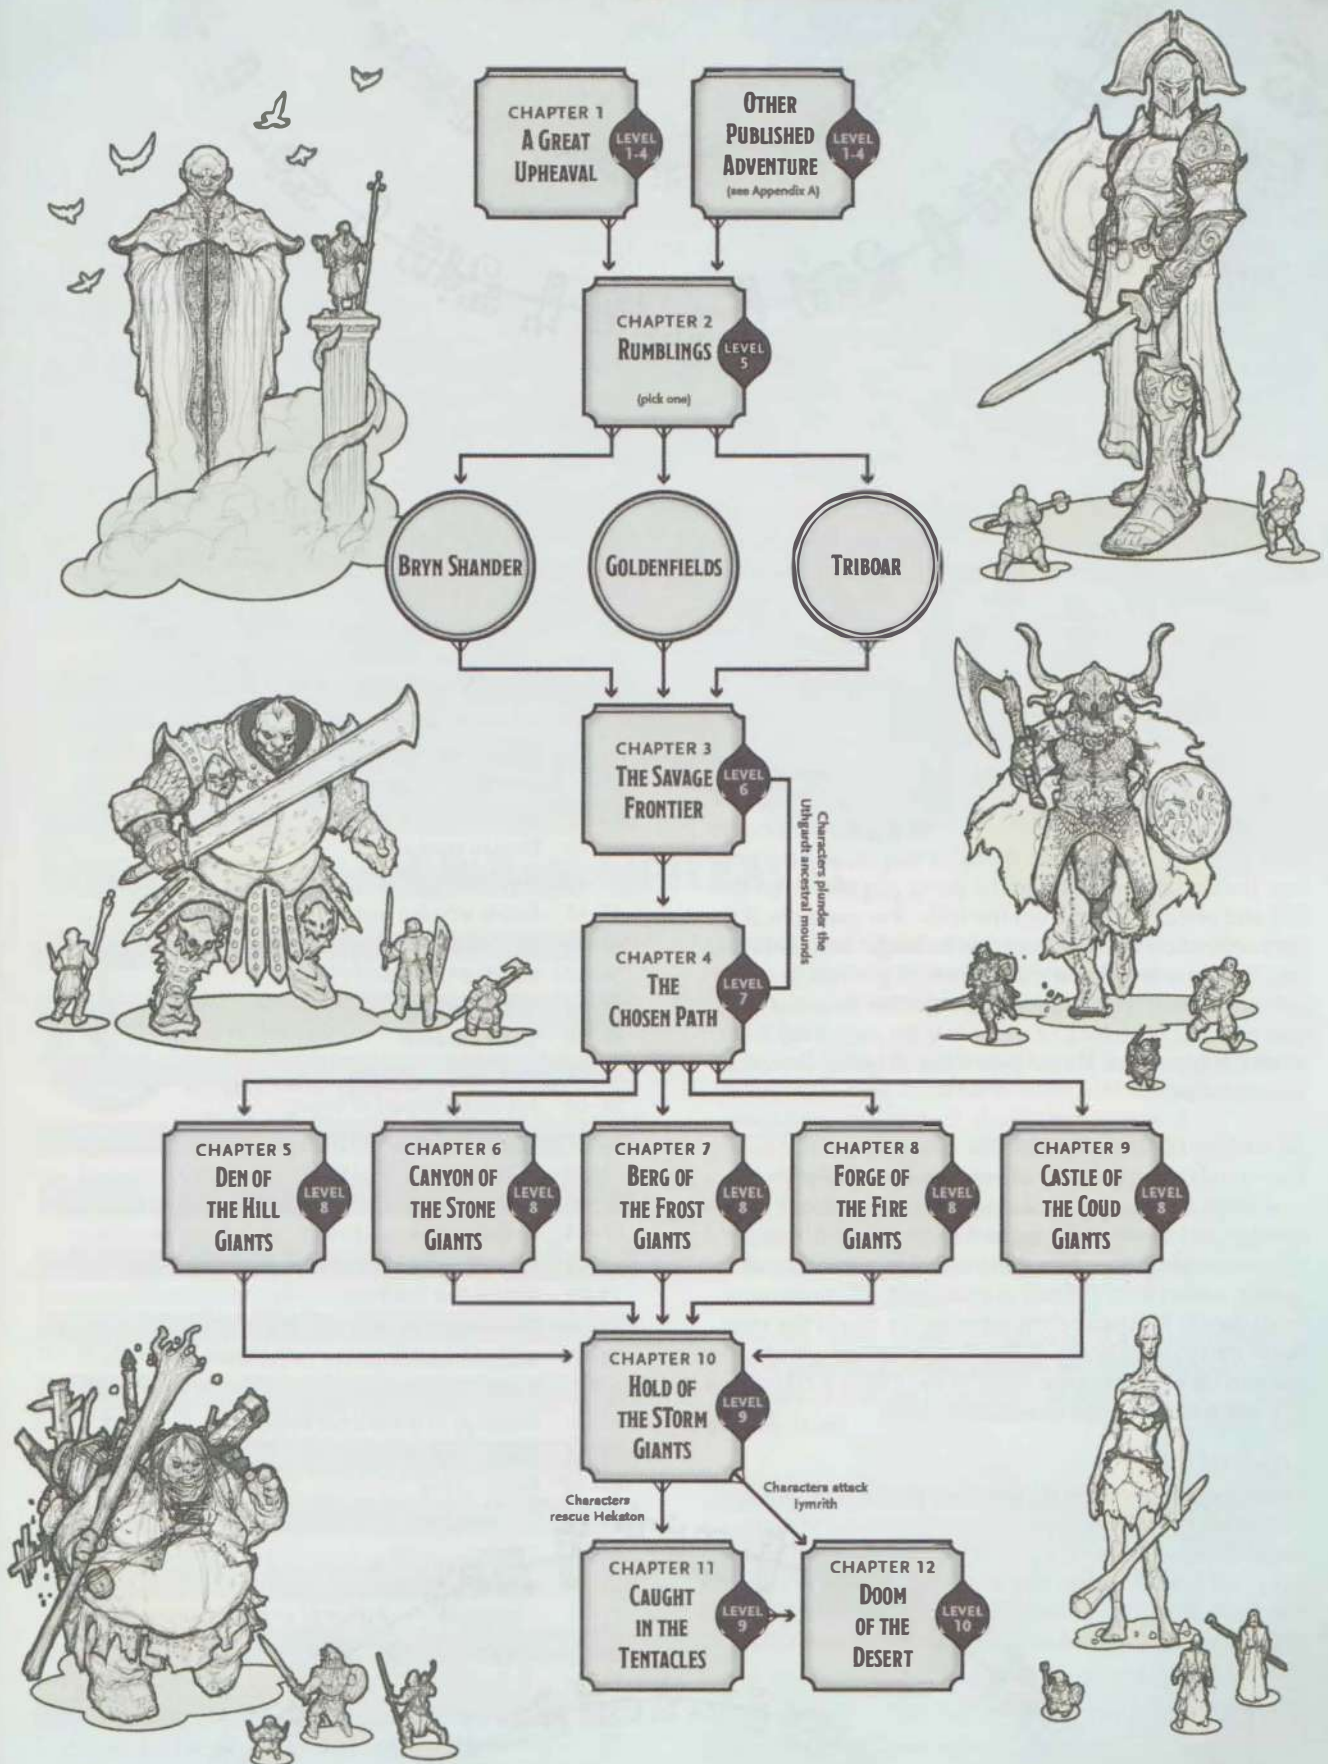 CHAPTER 1
A GREAT
UPHEAVAL
LEVEL
1-4
OTHER
PUBLISHED
ADVENTURE
(see Appendix A)
LEVEL
1-4
CHAPTER 2
RUMBLINGS
(pick one)
LEVEL
5
BRYN SHANDER
GOLDENFIELDS
TRIBOAR
CHAPTER 3
THE SAVAGE
FRONTIER
LEVEL
6
Characters plunder the
Uthgardt ancestral mounds
CHAPTER 4
THE
CHOSEN PATH
LEVEL
7
CHAPTER 5
DEN OF
THE HILL
GIANTS
LEVEL
8
CHAPTER 6
CANYON OF
THE STONE
GIANTS
LEVEL
8
CHAPTER 7
BERG OF
THE FROST
GIANTS
LEVEL
8
CHAPTER 8
FORGE OF
THE FIRE
GIANTS
LEVEL
8
CHAPTER 9
CASTLE OF
THE COUD
GIANTS
LEVEL
8
CHAPTER 10
HOLD OF
THE STORM
GIANTS
LEVEL
9
Characters
rescue Hekaton
Characters attack
Iymrith
CHAPTER 11
CAUGHT
IN THE
TENTACLES
LEVEL
9
CHAPTER 12
DOOM
OF THE
DESERT
LEVEL
10